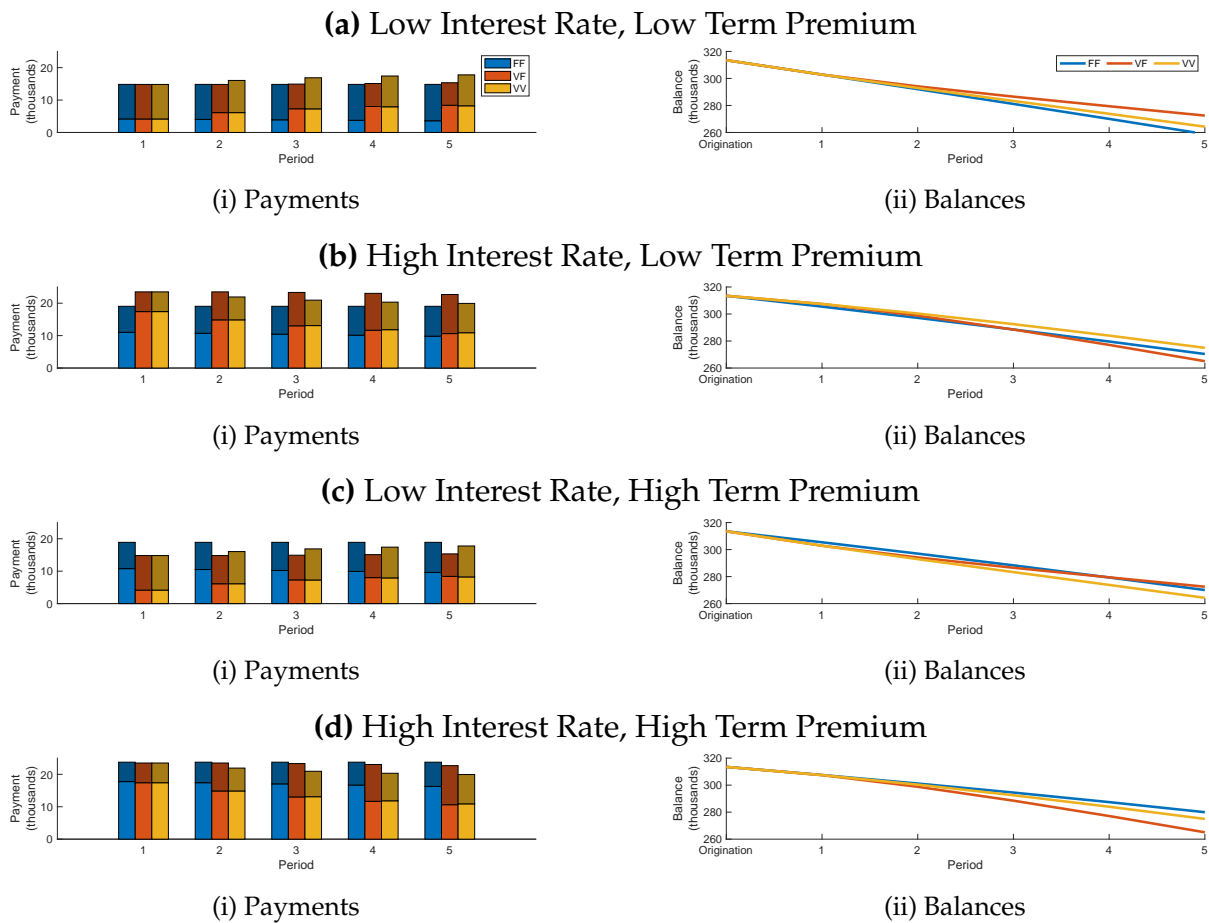 (a) Low Interest Rate, Low Term Premium
Payment
(thousands)
20
10
0
1 2 3 4 5
Period
FF
VF
VV
(i) Payments
Balance
(thousands)
320
300
280
260
Origination 1 2 3 4 5
Period
FF VF VV
(ii) Balances
(b) High Interest Rate, Low Term Premium
Payment
(thousands)
20
10
0
1 2 3 4 5
Period
(i) Payments
Balance
(thousands)
320
300
280
260
Origination 1 2 3 4 5
Period
(ii) Balances
(c) Low Interest Rate, High Term Premium
Payment
(thousands)
20
10
0
1 2 3 4 5
Period
(i) Payments
Balance
(thousands)
320
300
280
260
Origination 1 2 3 4 5
Period
(ii) Balances
(d) High Interest Rate, High Term Premium
Payment
(thousands)
20
10
0
1 2 3 4 5
Period
(i) Payments
Balance
(thousands)
320
300
280
260
Origination 1 2 3 4 5
Period
(ii) Balances